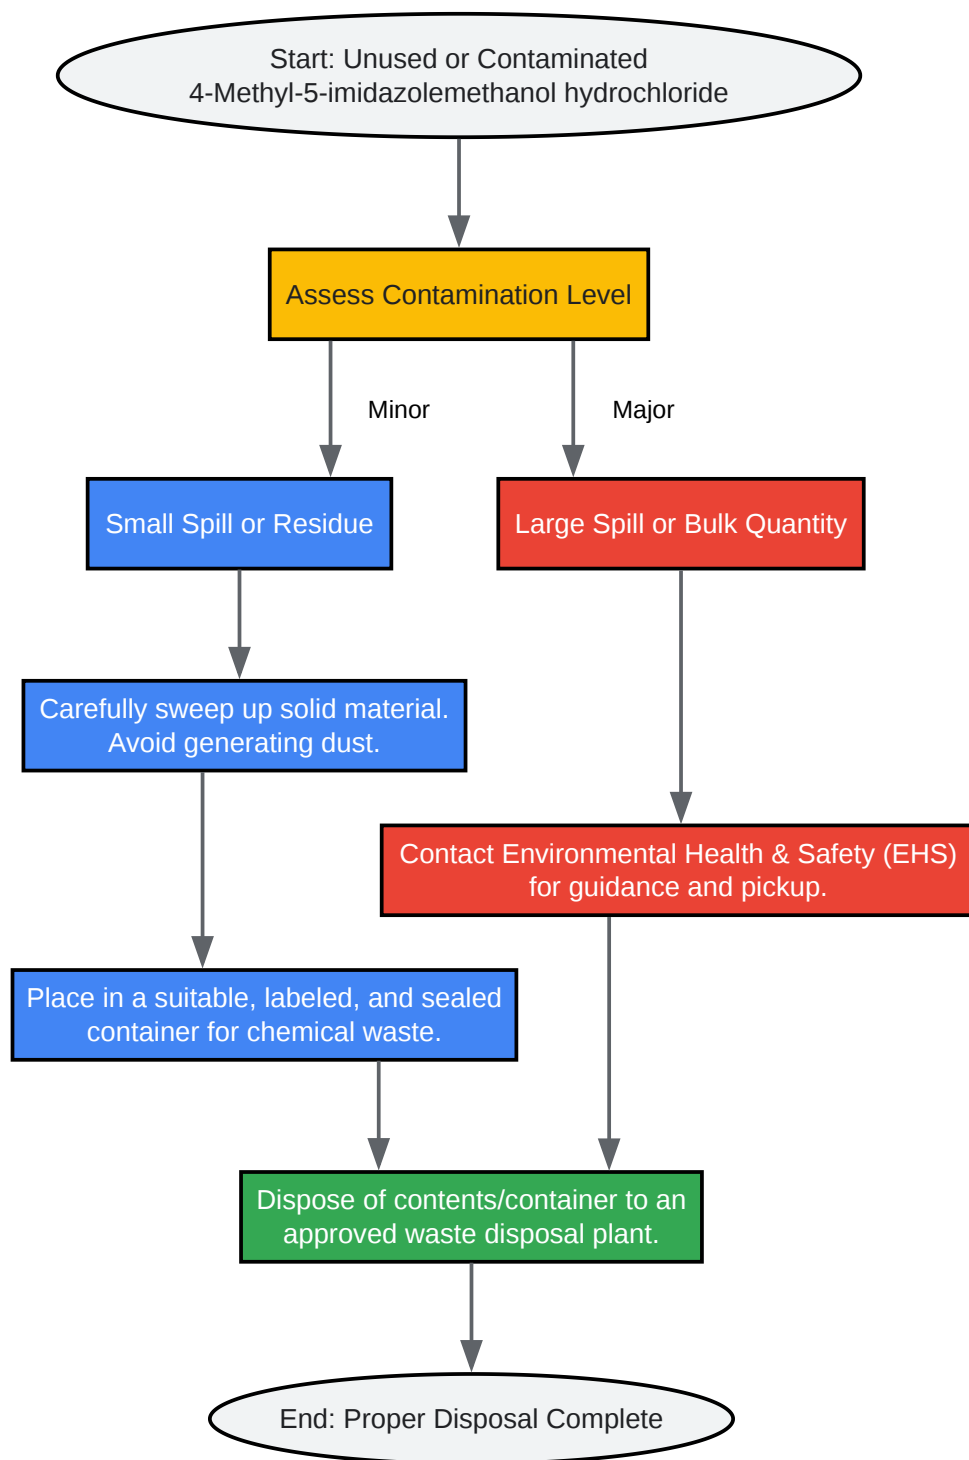 Start: Unused or Contaminated
4-Methyl-5-imidazolemethanol hydrochloride
Assess Contamination Level
Minor
Major
Small Spill or Residue
Large Spill or Bulk Quantity
Carefully sweep up solid material.
Avoid generating dust.
Contact Environmental Health & Safety (EHS)
for guidance and pickup.
Place in a suitable, labeled, and sealed
container for chemical waste.
Dispose of contents/container to an
approved waste disposal plant.
End: Proper Disposal Complete